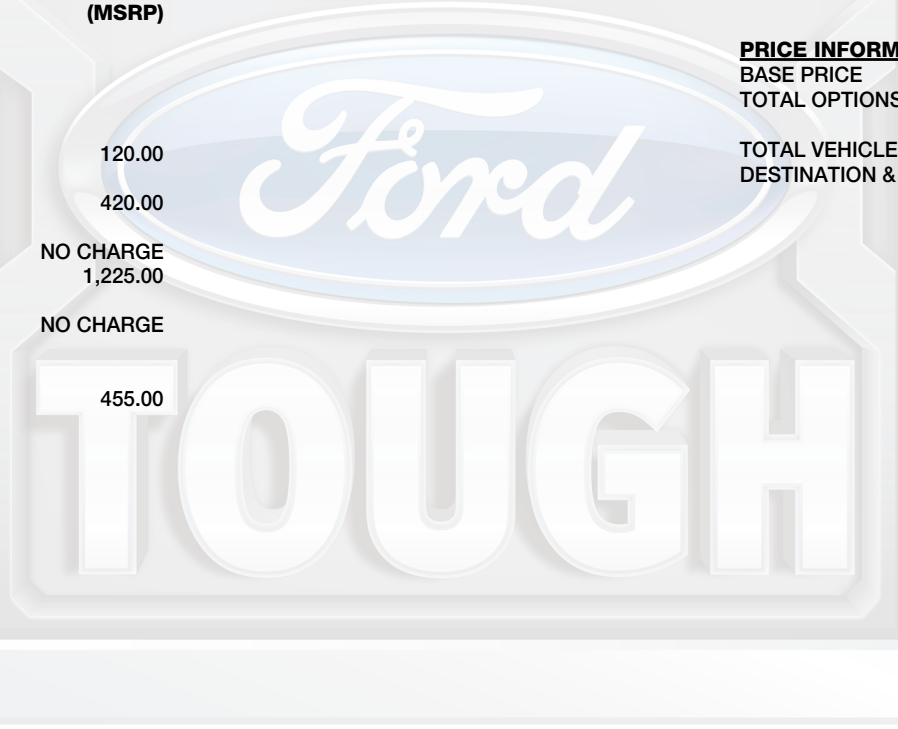 (MSRP)
120.00
420.00
NO CHARGE
1,225.00
NO CHARGE
455.00
PRICE INFORM
BASE PRICE
TOTAL OPTIONS
TOTAL VEHICLE
DESTINATION &
Ford
TOUGH